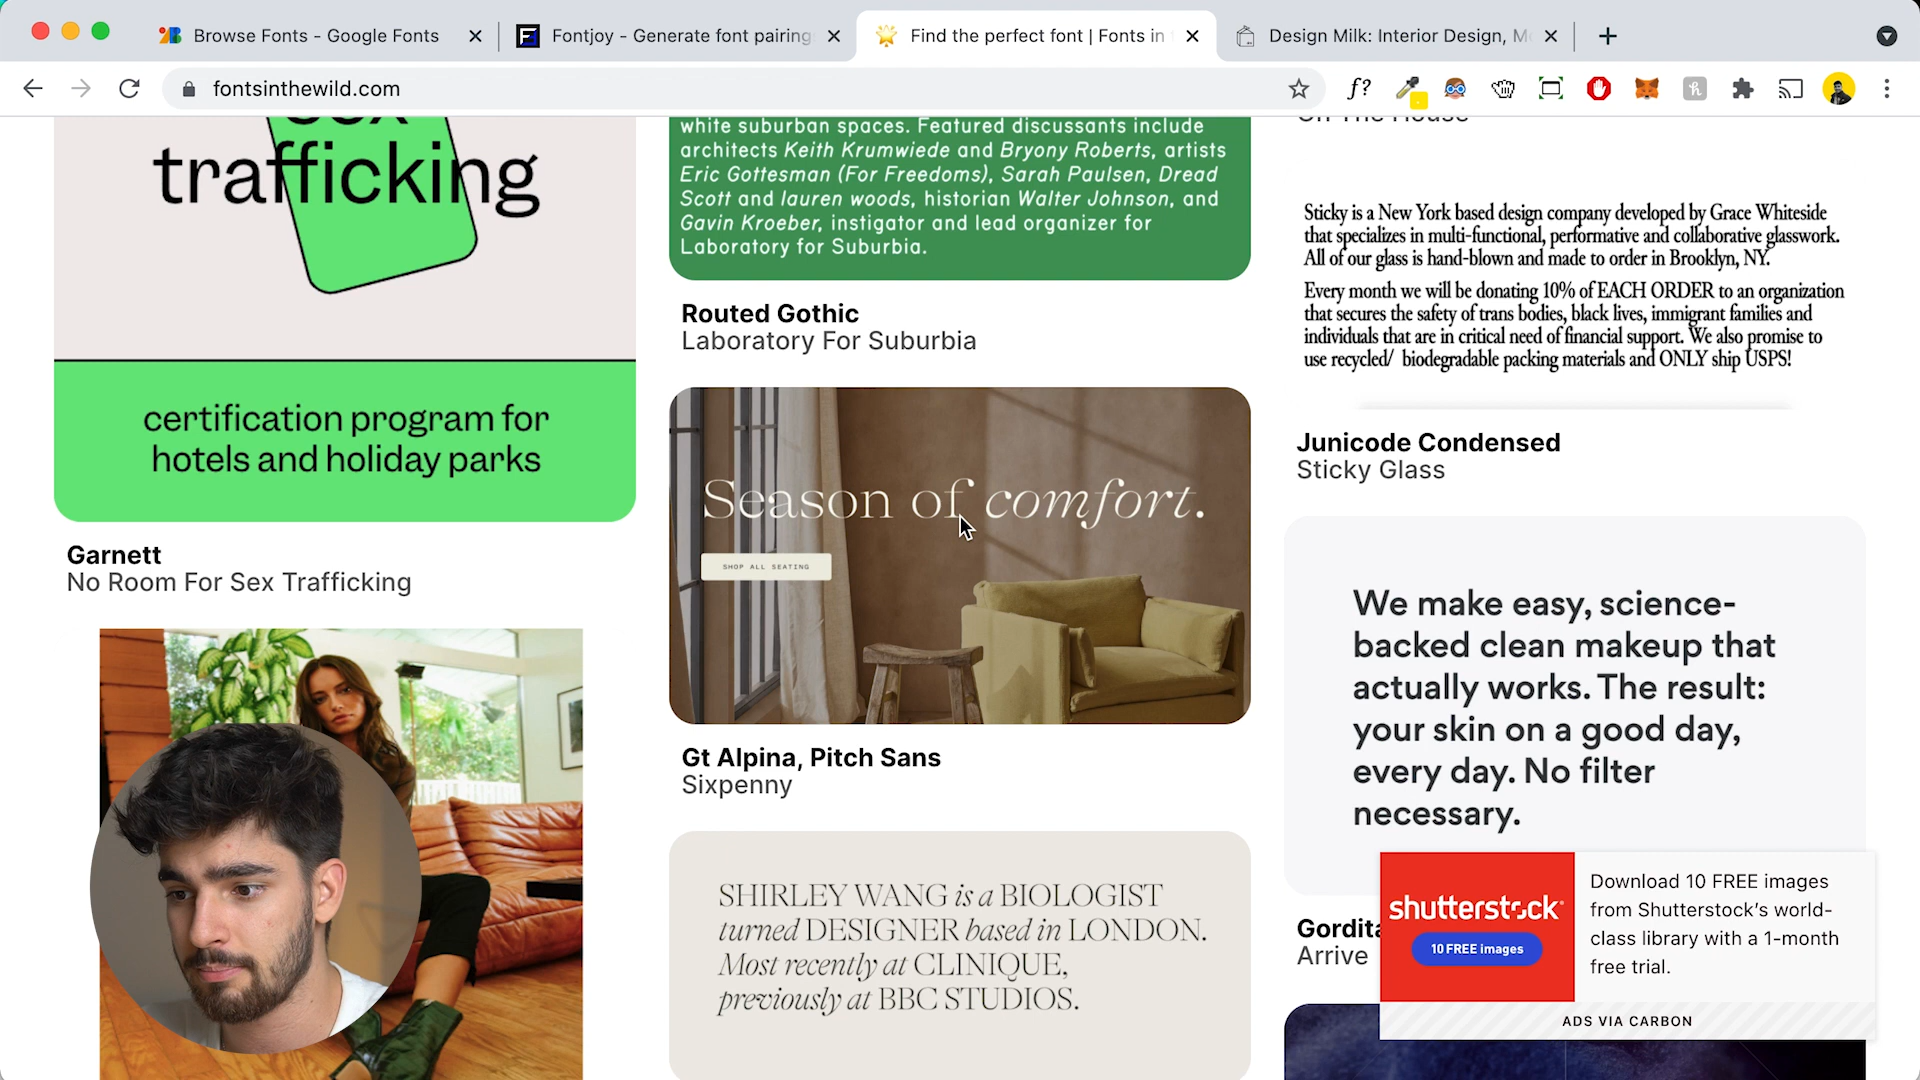 Browse Fonts - Google Fonts
Fontjoy - Generate font pairing
Find the perfect font | Fonts in
Design Milk: Interior Design, M
fontsinthewild.com
f?
trafficking
certification program for
hotels and holiday parks
Garnett
No Room For Sex Trafficking
white suburban spaces. Featured discussants include
architects Keith Krumwiede and Bryony Roberts, artists
Eric Gottesman (For Freedoms), Sarah Paulsen, Dread
Scott and lauren woods, historian Walter Johnson, and
Gavin Kroeber, instigator and lead organizer for
Laboratory for Suburbia.
Routed Gothic
Laboratory For Suburbia
Season of comfort.
SHOP ALL SEATING
Gt Alpina, Pitch Sans
Sixpenny
SHIRLEY WANG is a BIOLOGIST
turned DESIGNER based in LONDON.
Most recently at CLINIQUE,
previously at BBC STUDIOS.
Off The House
Sticky is a New York based design company developed by Grace Whiteside
that specializes in multi-functional, performative and collaborative glasswork.
All of our glass is hand-blown and made to order in Brooklyn, NY.
Every month we will be donating 10% of EACH ORDER to an organization
that secures the safety of trans bodies, black lives, immigrant families and
individuals that are in critical need of financial support. We also promise to
use recycled/ biodegradable packing materials and ONLY ship USPS!
Junicode Condensed
Sticky Glass
We make easy, science-
backed clean makeup that
actually works. The result:
your skin on a good day,
every day. No filter
necessary.
Gordita
Arrive
shutterstock
10 FREE images
Download 10 FREE images
from Shutterstock's world-
class library with a 1-month
free trial.
ADS VIA CARBON